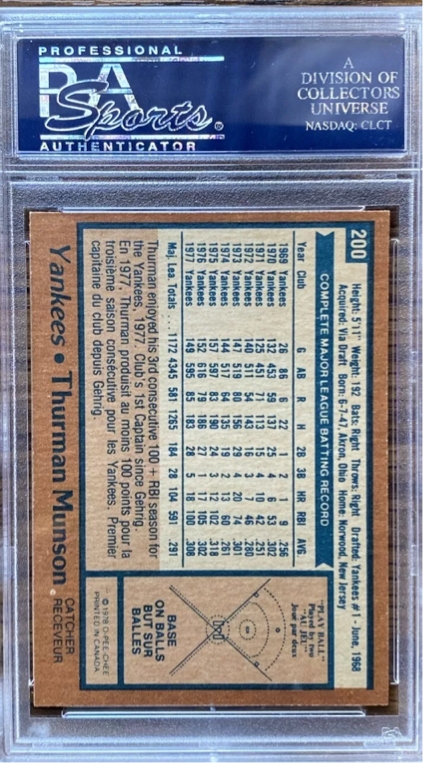 PROFESSIONAL
PSA
Sports
AUTHENTICATOR
A
DIVISION OF
COLLECTORS
UNIVERSE
NASDAQ: CLCT
200
Height: 5'11" Weight: 192 Bats: Right Throws: Right Drafted: Yankees #1 - June, 1968
Acquired: Via Draft Born: 6-7-47, Akron, Ohio Home: Norwood, New Jersey
COMPLETE MAJOR LEAGUE BATTING RECORD
Year Club G AB R H 2B 3B HR RBI AVG
1969 Yankees 26 86 6 22 1 2 1 9 .256
1970 Yankees 132 453 59 137 25 4 6 53 .302
1971 Yankees 125 451 71 113 15 4 10 42 .251
1972 Yankees 140 511 54 143 16 3 7 46 .280
1973 Yankees 147 519 80 156 29 4 20 74 .301
1974 Yankees 144 517 64 135 19 2 13 60 .261
1975 Yankees 157 597 83 190 24 3 12 102 .318
1976 Yankees 152 616 79 186 27 1 17 105 .302
1977 Yankees 149 595 85 183 28 5 18 100 .308
Maj. Lea. Totals . . . 1172 4345 581 1265 184 28 104 591 .291
Thurman enjoyed his 3rd consecutive 100 + RBI season for
the Yankees, 1977. Club's 1st Captain since Gehrig.
En 1977, Thurman produisit au moins 100 points pour la
troisième saison consécutive pour les Yankees. Premier
capitaine du club depuis Gehrig.
"PLAY BALL"
Played by two
"AU JEU"
Joué par deux
BASE
ON BALLS
BUT SUR
BALLES
© 1978 O-PEE-CHEE
PRINTED IN CANADA
Yankees • Thurman Munson
CATCHER
RECEVEUR